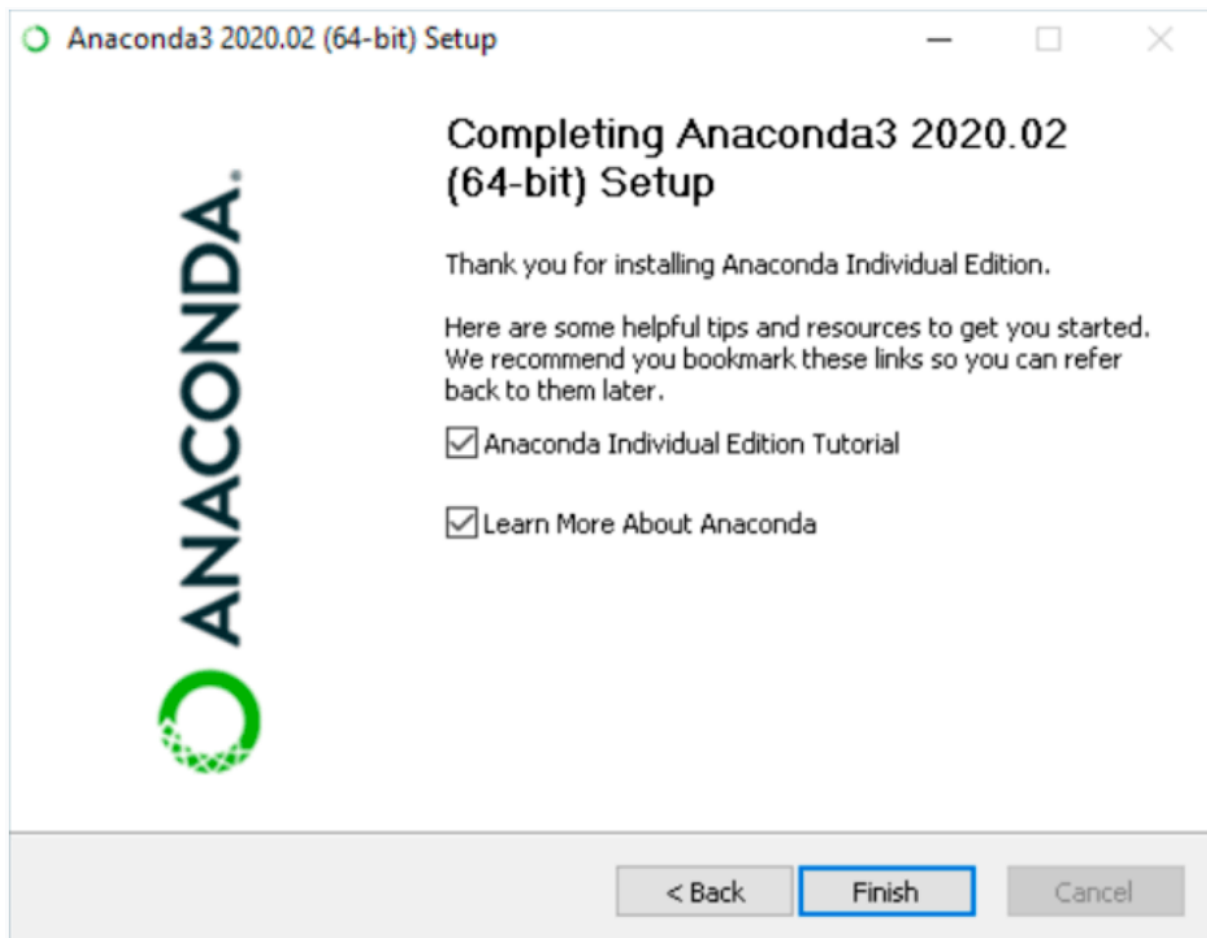 Anaconda3 2020.02 (64-bit) Setup
Completing Anaconda3 2020.02
(64-bit) Setup
Thank you for installing Anaconda Individual Edition.
Here are some helpful tips and resources to get you started.
We recommend you bookmark these links so you can refer
back to them later.
Anaconda Individual Edition Tutorial
Learn More About Anaconda
ANACONDA.
< Back
Finish
Cancel